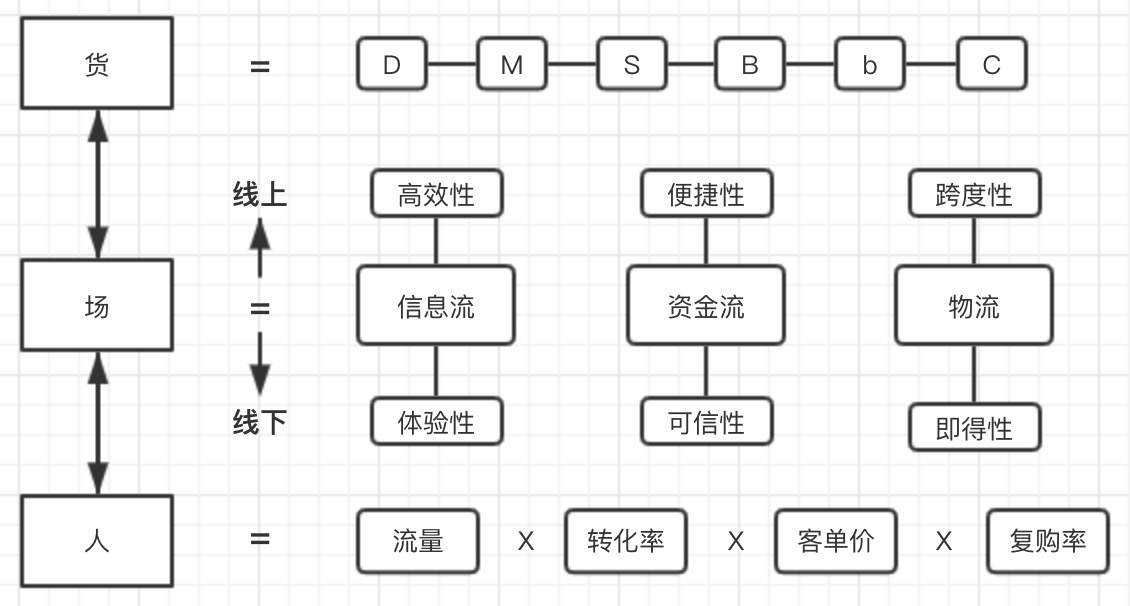 货 = D M S B b C
线上 高效性 便捷性 跨度性
场 = 信息流 资金流 物流
线下 体验性 可信性 即得性
人 = 流量 X 转化率 X 客单价 X 复购率